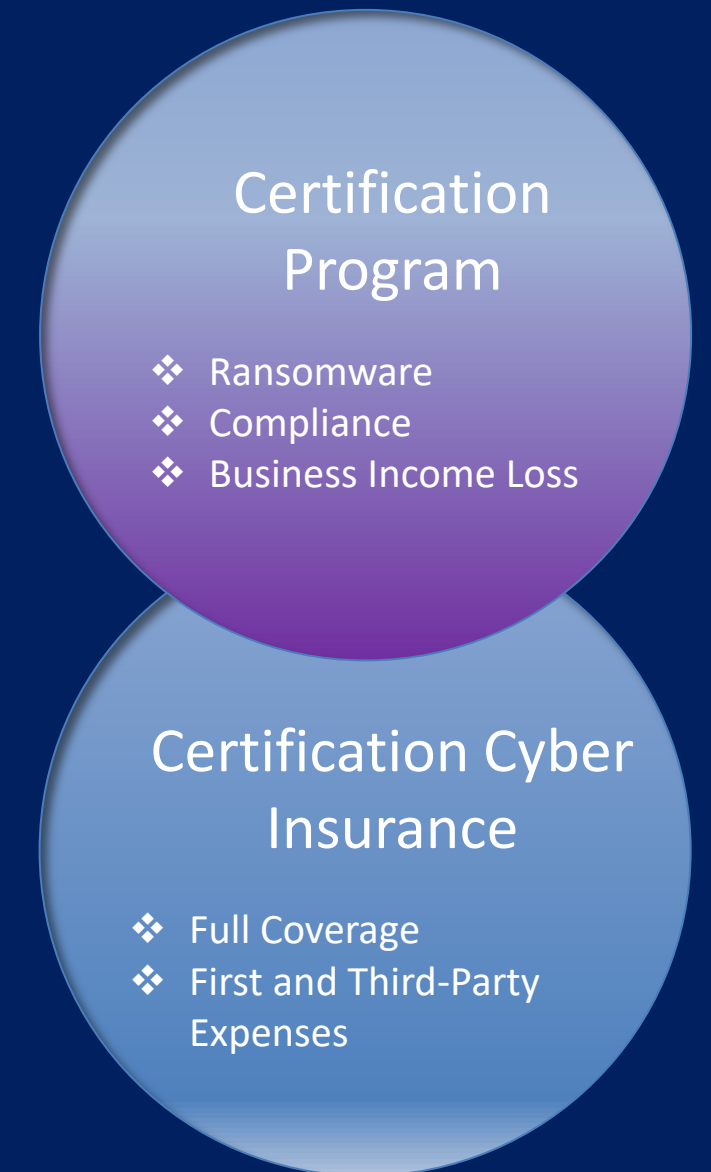 Certification
Program
❖ Ransomware
❖ Compliance
❖ Business Income Loss
Certification Cyber
Insurance
❖ Full Coverage
❖ First and Third-Party
Expenses